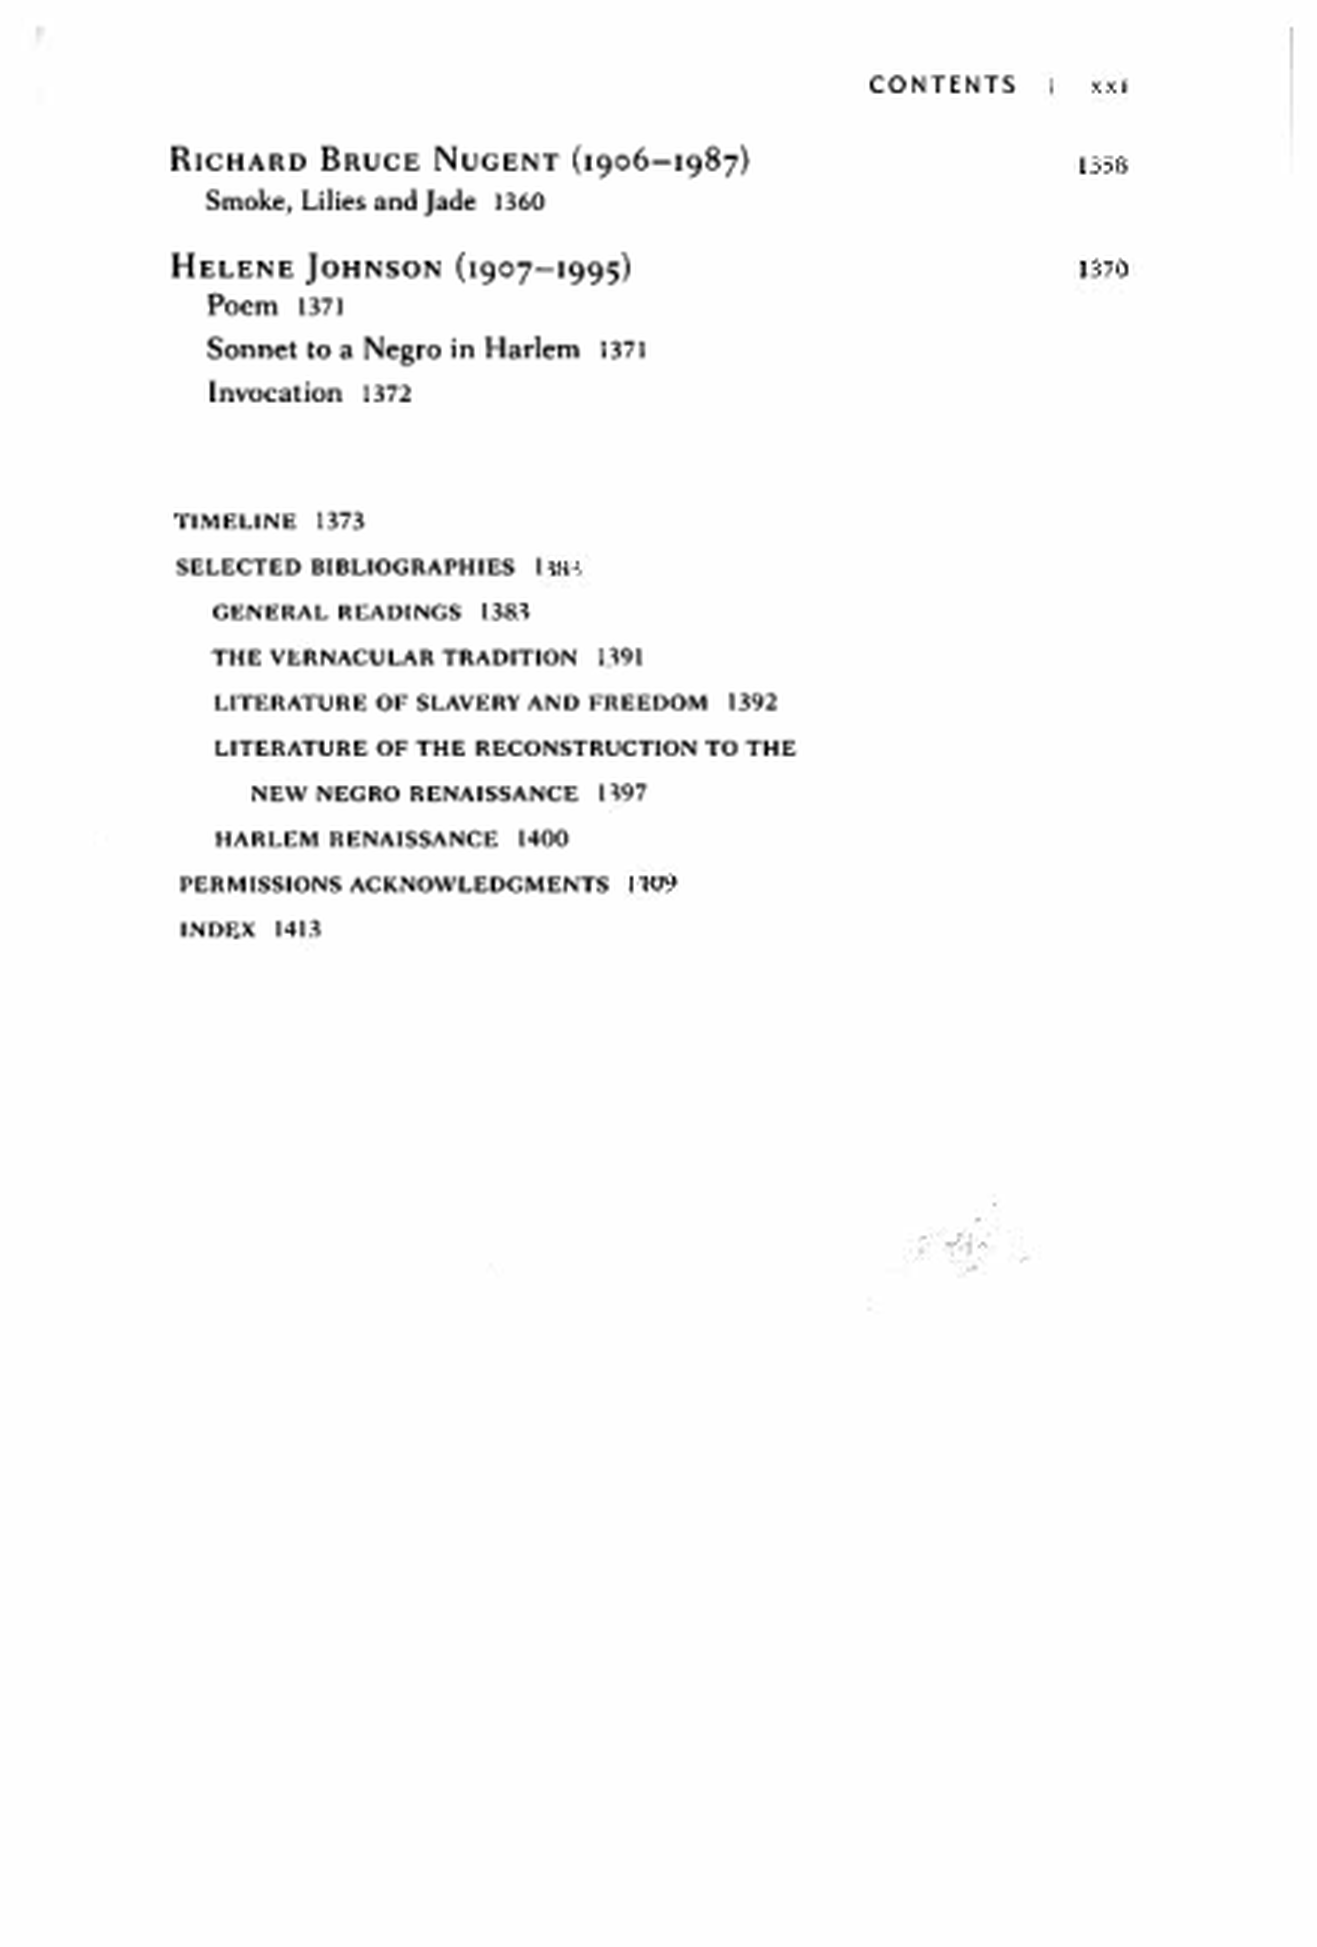 CONTENTS | xxi
RICHARD BRUCE NUGENT (1906–1987) 1358
Smoke, Lilies and Jade 1360
HELENE JOHNSON (1907–1995) 1370
Poem 1371
Sonnet to a Negro in Harlem 1371
Invocation 1372
TIMELINE 1373
SELECTED BIBLIOGRAPHIES
GENERAL READINGS 1383
THE VERNACULAR TRADITION 1391
LITERATURE OF SLAVERY AND FREEDOM 1392
LITERATURE OF THE RECONSTRUCTION TO THE
NEW NEGRO RENAISSANCE 1397
HARLEM RENAISSANCE 1400
PERMISSIONS ACKNOWLEDGMENTS
INDEX 1413